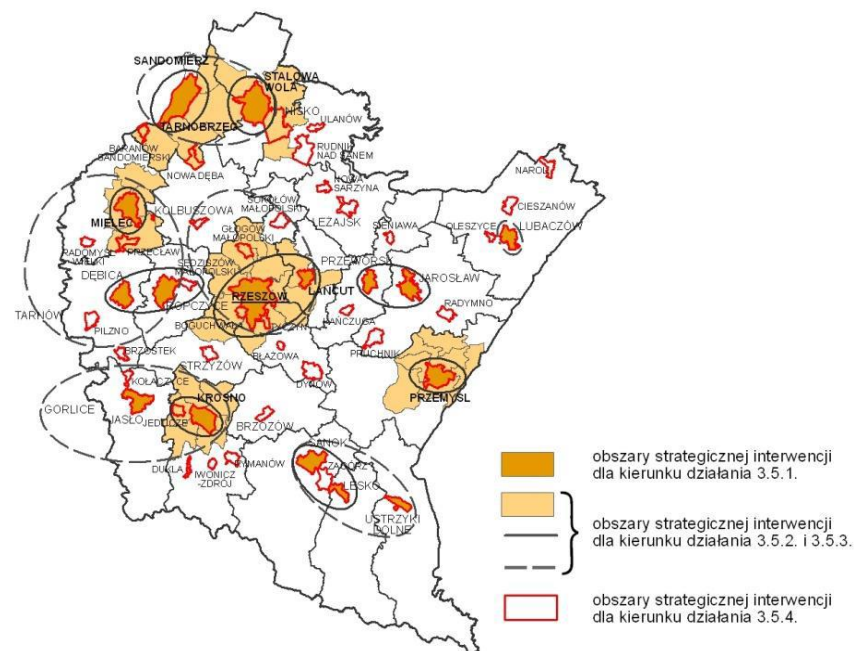 SANDOMIERZ
STALOWA
WOLA
TARNOBRZEG
NISKO
ULANÓW
RUDNIK
NAD SANEM
BARANÓW
SANDOMIERSKI
NOWA DĘBA
NOWA
SARZYNA
NAROL
CIESZANÓW
MIELEC
KOLBUSZOWA
SOKOŁÓW
MAŁOPOLSKI
LEŻAJSK
SIENIAWA
OLESZYCE
LUBACZÓW
GŁOGÓW
MAŁOPOLSKI
RADOMYŚL
WIELKI
PRZECŁAW
SĘDZISZÓW
MAŁOPOLSKI
PRZEWORSK
DĘBICA
JAROSŁAW
RZESZÓW
ŁAŃCUT
TARNÓW
ROPCZYCE
RADYMNO
PILZNO
BOGUCHWAŁA
TYCZYN
KAŃCZUGA
BRZOSTEK
STRZYŻÓW
BŁAŻOWA
PRUCHNIK
KOŁACZYCE
DYNÓW
PRZEMYŚL
GORLICE
KROSNO
JASŁO
JEDLICZE
BRZOZÓW
SANOK
DUKLA
IWONICZ
-ZDRÓJ
RYMANÓW
ZAGÓRZ
LESKO
USTRZYKI
DOLNE
obszary strategicznej interwencji
dla kierunku działania 3.5.1.
obszary strategicznej interwencji
dla kierunku działania 3.5.2. i 3.5.3.
obszary strategicznej interwencji
dla kierunku działania 3.5.4.